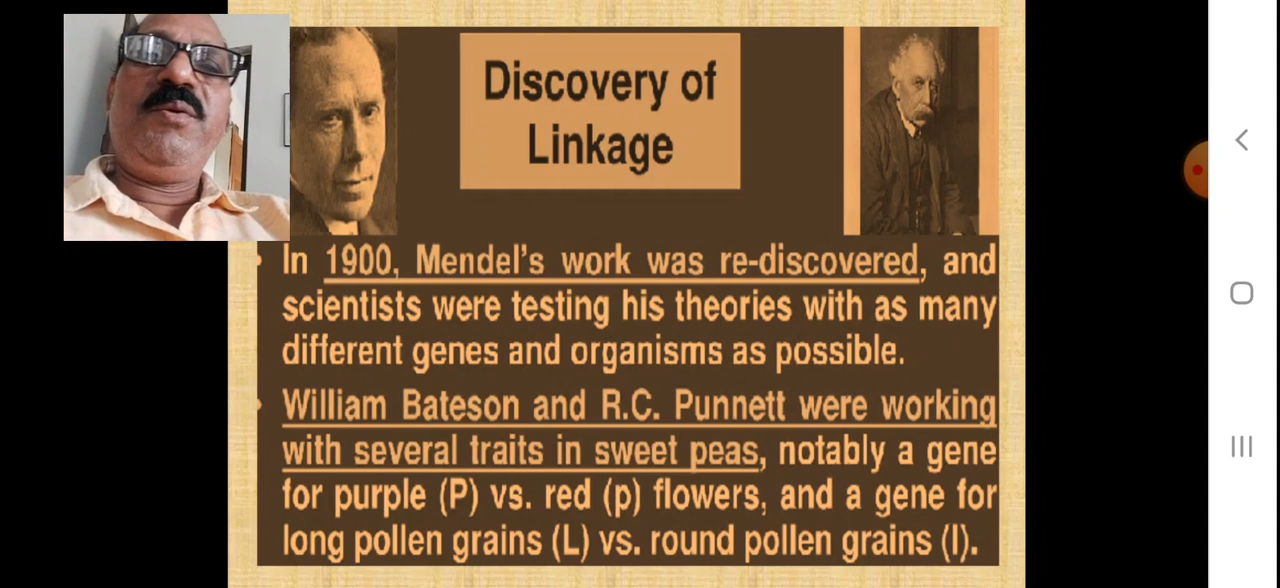 Discovery of
Linkage
• In 1900, Mendel's work was re-discovered, and
scientists were testing his theories with as many
different genes and organisms as possible.
• William Bateson and R.C. Punnett were working
with several traits in sweet peas, notably a gene
for purple (P) vs. red (p) flowers, and a gene for
long pollen grains (L) vs. round pollen grains (l).